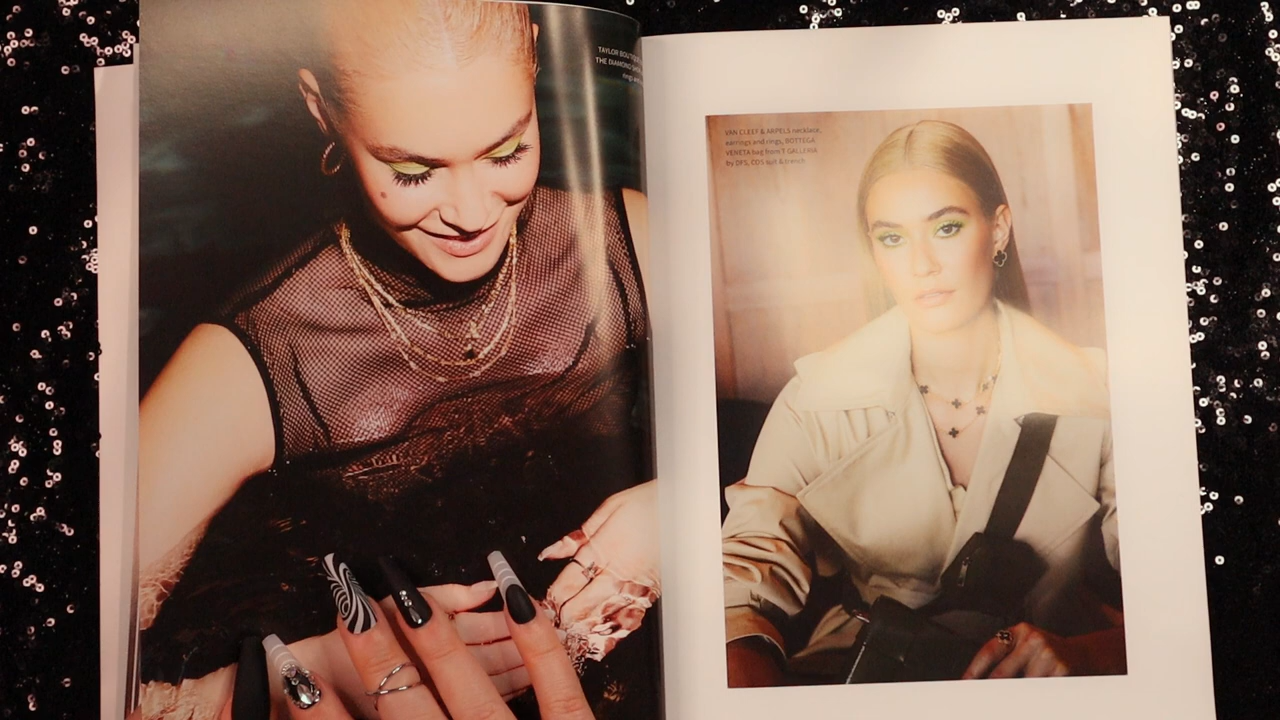 TAYLOR BOUTIQUE
THE DIAMOND
VAN CLEEF & ARPELS necklace,
earrings and rings, BOTTEGA
VENETA bag from T GALLERIA
by DFS, COS suit & trench